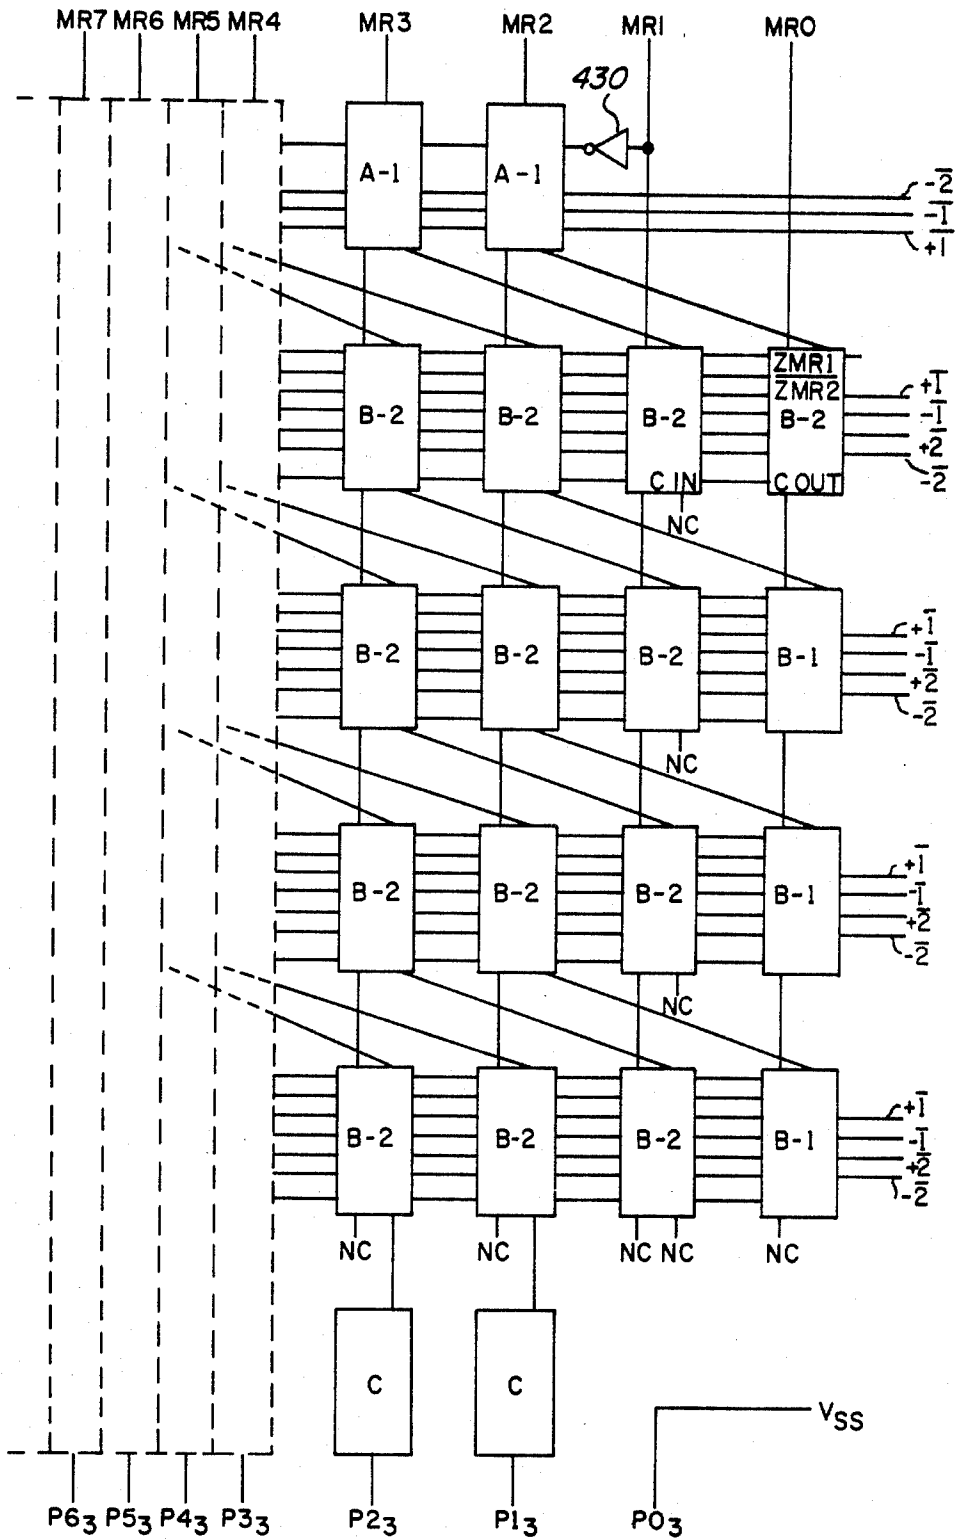 MR7 MR6 MR5 MR4 MR3 MR2 MR1 MR0
430
A-1 A-1
-2̅
-1̅
+1̅
ZMR1
Z̅M̅R̅2̅
B-2 B-2 B-2 B-2
C IN C OUT
NC
+1̅
-1̅
+2̅
-2̅
B-2 B-2 B-2 B-1
NC
+1̅
-1̅
+2̅
-2̅
B-2 B-2 B-2 B-1
NC
+1̅
-1̅
+2̅
-2̅
B-2 B-2 B-2 B-1
NC NC NC NC NC
+1̅
-1̅
+2̅
-2̅
C C
VSS
P6₃ P5₃ P4₃ P3₃ P2₃ P1₃ P0₃